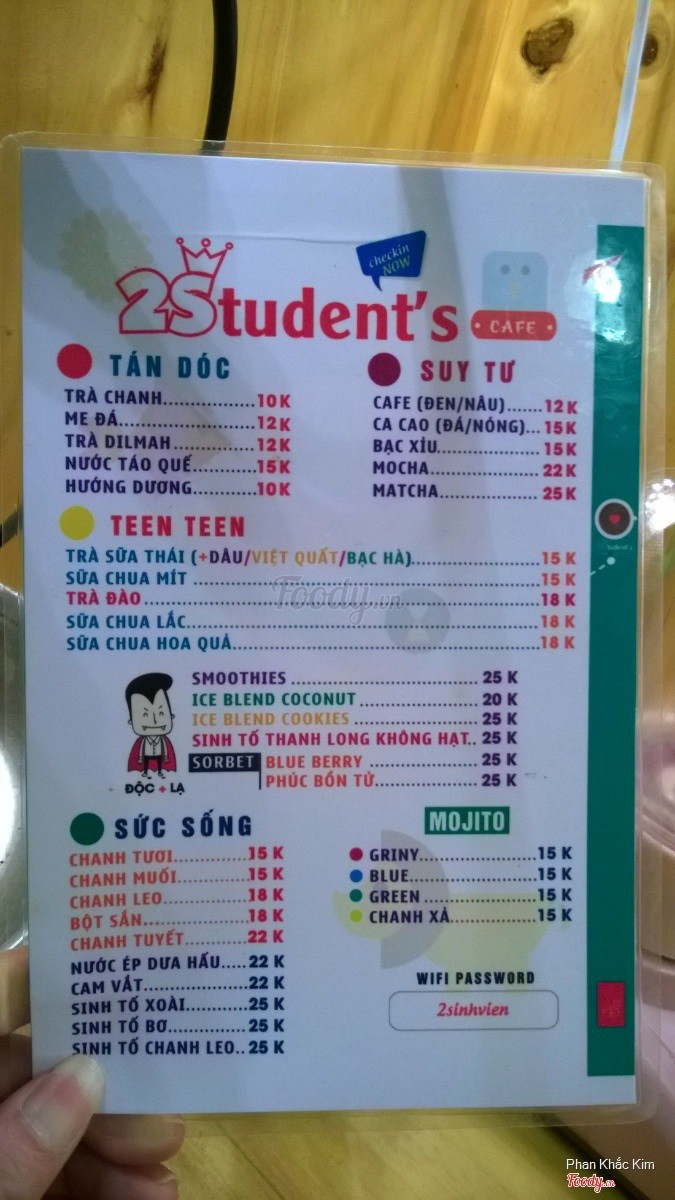 checkin NOW
2Student's CAFE
TÁN DÓC
TRÀ CHANH..................10K
ME ĐÁ..........................12K
TRÀ DILMAH.................12K
NƯỚC TÁO QUẾ.............15K
HƯỚNG DƯƠNG............10K
SUY TƯ
CAFE (ĐEN/NÂU).......12K
CA CAO (ĐÁ/NÓNG)...15K
BẠC XỈU.....................15K
MOCHA.......................22K
MATCHA.....................25K
TEEN TEEN
TRÀ SỮA THÁI (+DÂU/VIỆT QUẤT/BẠC HÀ)....................15 K
SỮA CHUA MÍT ....................15 K
TRÀ ĐÀO ....................18 K
SỮA CHUA LẮC....................18 K
SỮA CHUA HOA QUẢ....................18 K
Foody.vn
SMOOTHIES .................... 25 K
ICE BLEND COCONUT .................... 20 K
ICE BLEND COOKIES .................... 25 K
SINH TỐ THANH LONG KHÔNG HẠT.. 25 K
SORBET BLUE BERRY .................... 25 K
PHÚC BỒN TỬ.................... 25 K
ĐỘC + LẠ
SỨC SỐNG
CHANH TƯƠI..............15 K
CHANH MUỐI.............15 K
CHANH LEO................18 K
BỘT SẮN....................18 K
CHANH TUYẾT............22 K
NƯỚC ÉP DƯA HẤU.....22 K
CAM VẮT....................22 K
SINH TỐ XOÀI.............25 K
SINH TỐ BƠ................25 K
SINH TỐ CHANH LEO..25 K
MOJITO
GRINY....................15 K
BLUE......................15 K
GREEN ...................15 K
CHANH XẢ...............15 K
WIFI PASSWORD
2sinhvien
Phan Khắc Kim
Foody.vn